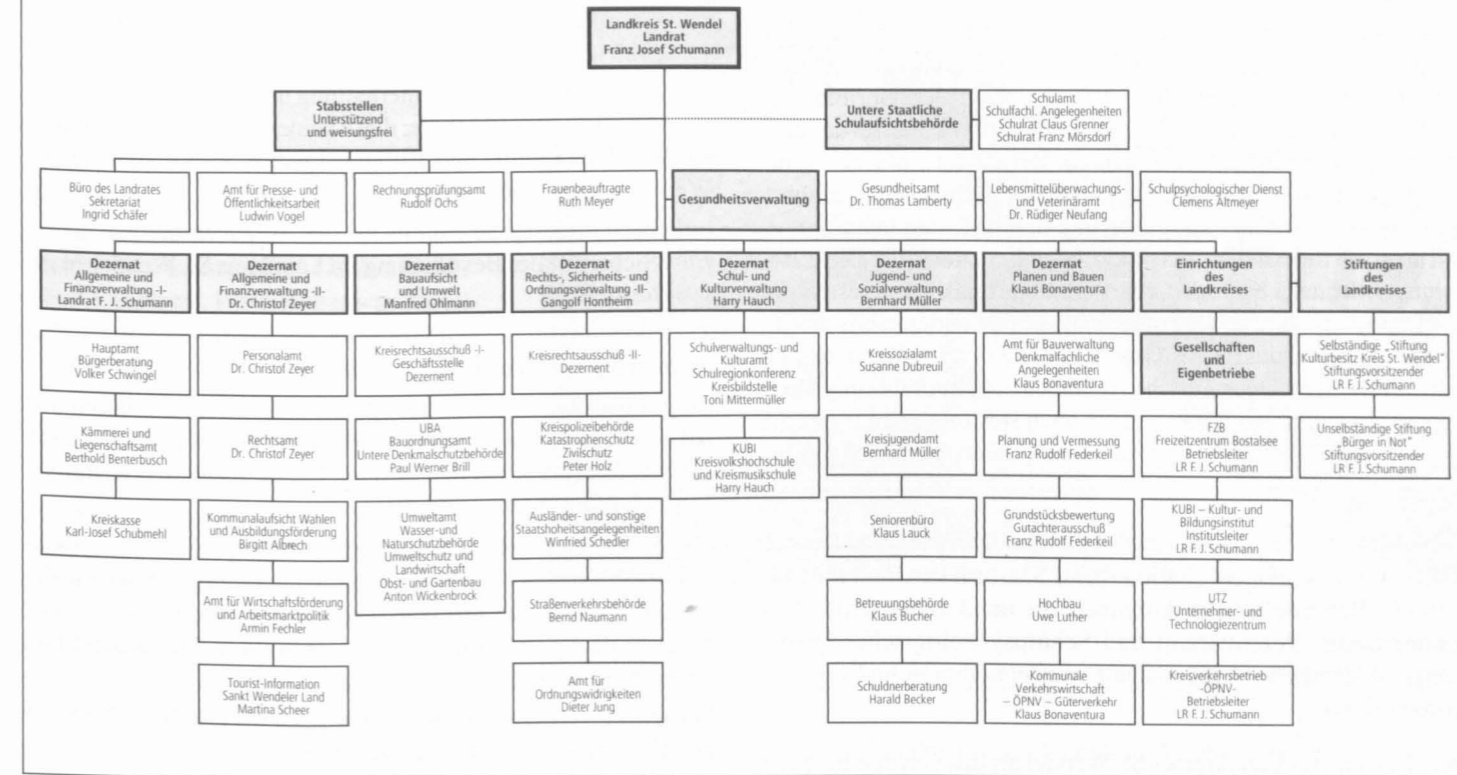 Landkreis St. Wendel
Landrat
Franz Josef Schumann
Stabsstellen
Unterstützend
und weisungsfrei
Untere Staatliche
Schulaufsichtsbehörde
Schulamt
Schulfachl. Angelegenheiten
Schulrat Claus Grenner
Schulrat Franz Mörsdorf
Büro des Landrates
Sekretariat
Ingrid Schäfer
Amt für Presse- und
Öffentlichkeitsarbeit
Ludwin Vogel
Rechnungsprüfungsamt
Rudolf Ochs
Frauenbeauftragte
Ruth Meyer
Gesundheitsverwaltung
Gesundheitsamt
Dr. Thomas Lamberty
Lebensmittelüberwachungs-
und Veterinäramt
Dr. Rüdiger Neufang
Schulpsychologischer Dienst
Clemens Altmeyer
Dezernat
Allgemeine und
Finanzverwaltung -I-
Landrat F. J. Schumann
Dezernat
Allgemeine und
Finanzverwaltung -II-
Dr. Christof Zeyer
Dezernat
Bauaufsicht
und Umwelt
Manfred Ohlmann
Dezernat
Rechts-, Sicherheits- und
Ordnungsverwaltung -II-
Gangolf Hontheim
Dezernat
Schul- und
Kulturverwaltung
Harry Hauch
Dezernat
Jugend- und
Sozialverwaltung
Bernhard Müller
Dezernat
Planen und Bauen
Klaus Bonaventura
Einrichtungen
des
Landkreises
Stiftungen
des
Landkreises
Hauptamt
Bürgerberatung
Volker Schwingel
Personalamt
Dr. Christof Zeyer
Kreisrechtsausschuß -I-
Geschäftsstelle
Dezernent
Kreisrechtsausschuß -II-
Dezernent
Schulverwaltungs- und
Kulturamt
Schulregionkonferenz
Kreisbildstelle
Toni Mittermüller
Kreissozialamt
Susanne Dubreuil
Amt für Bauverwaltung
Denkmalfachliche
Angelegenheiten
Klaus Bonaventura
Gesellschaften
und
Eigenbetriebe
Selbständige „Stiftung
Kulturbesitz Kreis St. Wendel"
Stiftungsvorsitzender
LR F. J. Schumann
Kämmerei und
Liegenschaftsamt
Berthold Benterbusch
Rechtsamt
Dr. Christof Zeyer
UBA
Bauordnungsamt
Untere Denkmalschutzbehörde
Paul Werner Brill
Kreispolizeibehörde
Katastrophenschutz
Zivilschutz
Peter Holz
KUBI
Kreisvolkshochschule
und Kreismusikschule
Harry Hauch
Kreisjugendamt
Bernhard Müller
Planung und Vermessung
Franz Rudolf Federkeil
FZB
Freizeitzentrum Bostalsee
Betriebsleiter
LR F. J. Schumann
Unselbständige Stiftung
„Bürger in Not"
Stiftungsvorsitzender
LR F. J. Schumann
Kreiskasse
Karl-Josef Schubmehl
Kommunalaufsicht Wahlen
und Ausbildungsförderung
Birgitt Albrech
Umweltamt
Wasser-und
Naturschutzbehörde
Umweltschutz und
Landwirtschaft
Obst- und Gartenbau
Anton Wickenbrock
Ausländer- und sonstige
Staatshoheitsangelegenheiten
Winfried Schedler
Seniorenbüro
Klaus Lauck
Grundstücksbewertung
Gutachterausschuß
Franz Rudolf Federkeil
KUBI – Kultur- und
Bildungsinstitut
Institutsleiter
LR F. J. Schumann
Amt für Wirtschaftsförderung
und Arbeitsmarktpolitik
Armin Fechler
Straßenverkehrsbehörde
Bernd Naumann
Betreuungsbehörde
Klaus Bucher
Hochbau
Uwe Luther
UTZ
Unternehmer- und
Technologiezentrum
Tourist-Information
Sankt Wendeler Land
Martina Scheer
Amt für
Ordnungswidrigkeiten
Dieter Jung
Schuldnerberatung
Harald Becker
Kommunale
Verkehrswirtschaft
– ÖPNV – Güterverkehr
Klaus Bonaventura
Kreisverkehrsbetrieb
-ÖPNV-
Betriebsleiter
LR F. J. Schumann